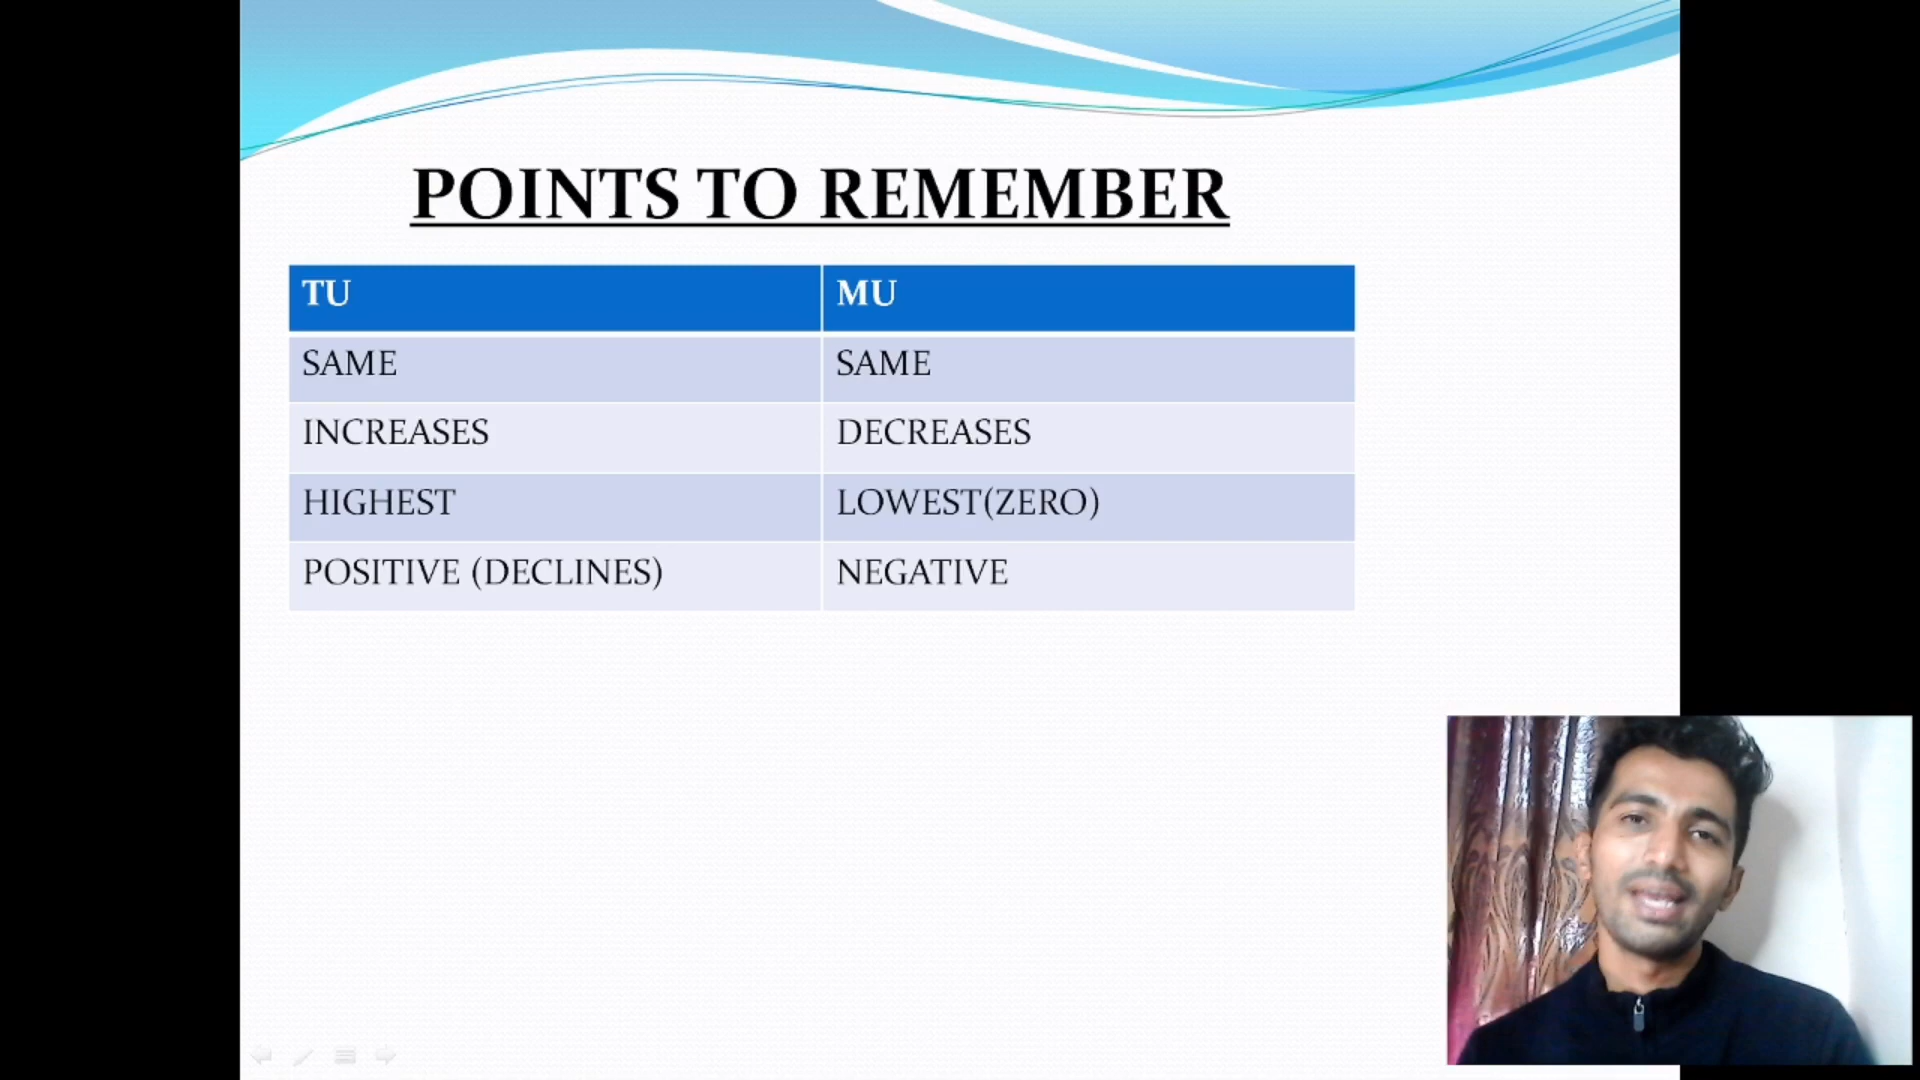 POINTS TO REMEMBER
TU MU
SAME SAME
INCREASES DECREASES
HIGHEST LOWEST(ZERO)
POSITIVE (DECLINES) NEGATIVE